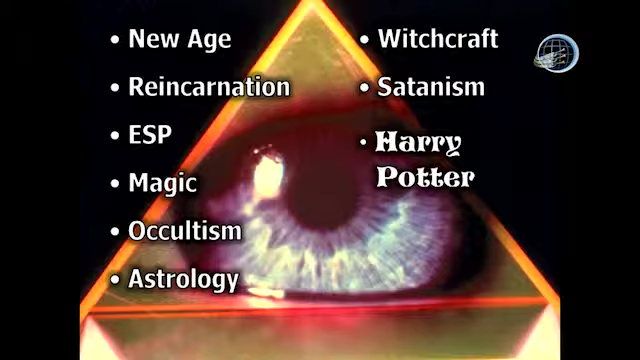 • New Age
• Reincarnation
• ESP
• Magic
• Occultism
• Astrology
• Witchcraft
• Satanism
• Harry
Potter